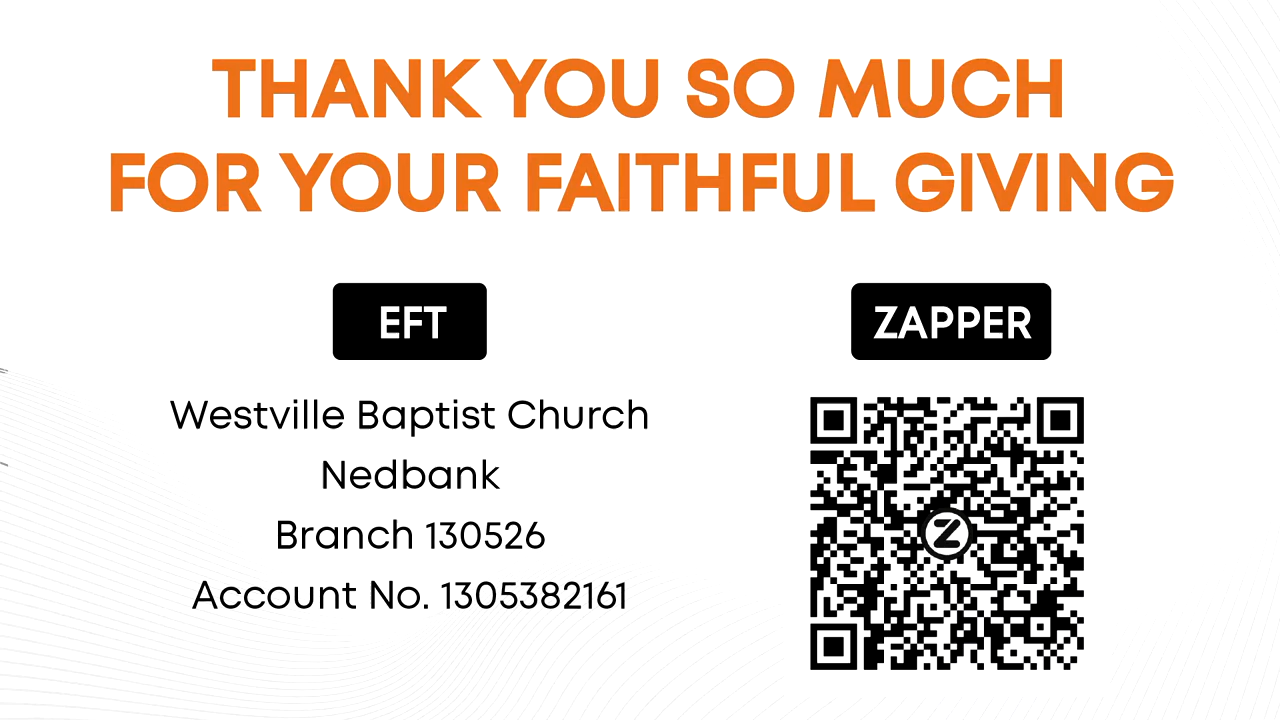 THANK YOU SO MUCH
FOR YOUR FAITHFUL GIVING
EFT
Westville Baptist Church
Nedbank
Branch 130526
Account No. 1305382161
ZAPPER
Z